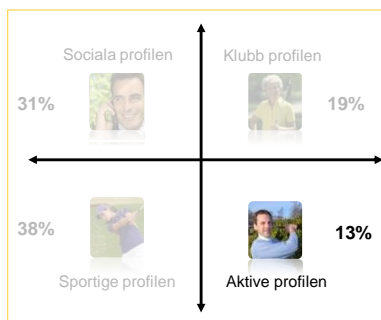 Sociala profilen
Klubb profilen
31%
19%
38%
13%
Sportige profilen
Aktive profilen